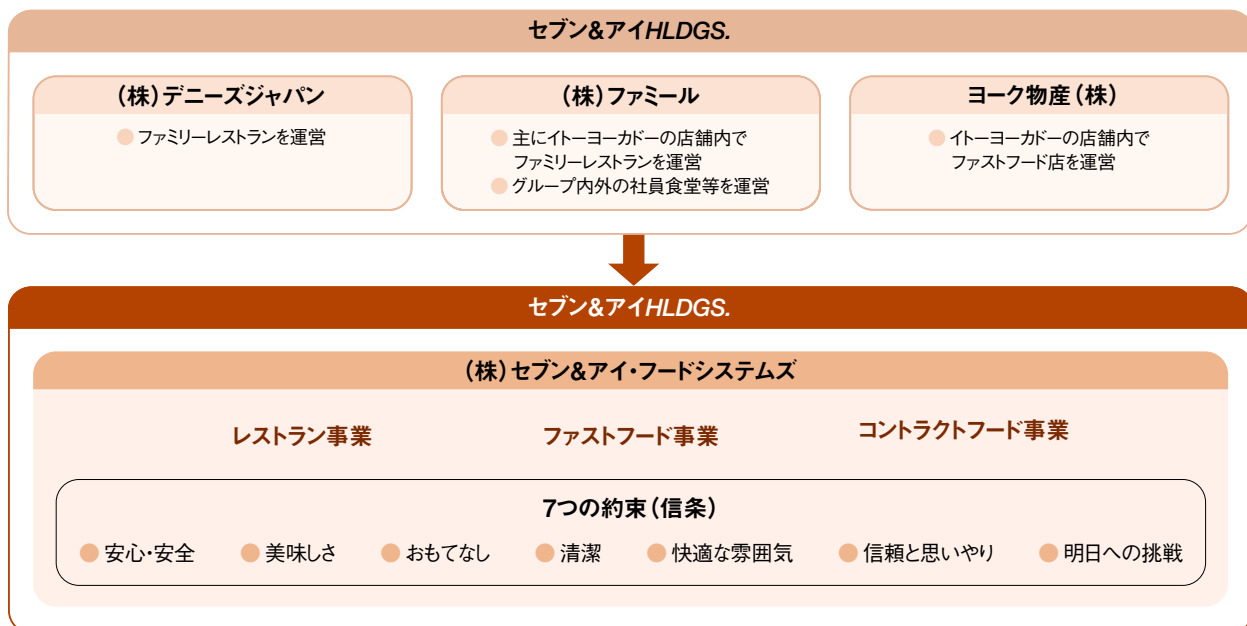 セブン&アイHLDGS.
(株)デニーズジャパン
ファミリーレストランを運営
(株)ファミール
主にイトーヨーカドーの店舗内で
ファミリーレストランを運営
グループ内外の社員食堂等を運営
ヨーク物産(株)
イトーヨーカドーの店舗内で
ファストフード店を運営
セブン&アイHLDGS.
(株)セブン&アイ・フードシステムズ
レストラン事業
ファストフード事業
コントラクトフード事業
7つの約束(信条)
安心・安全
美味しさ
おもてなし
清潔
快適な雰囲気
信頼と思いやり
明日への挑戦